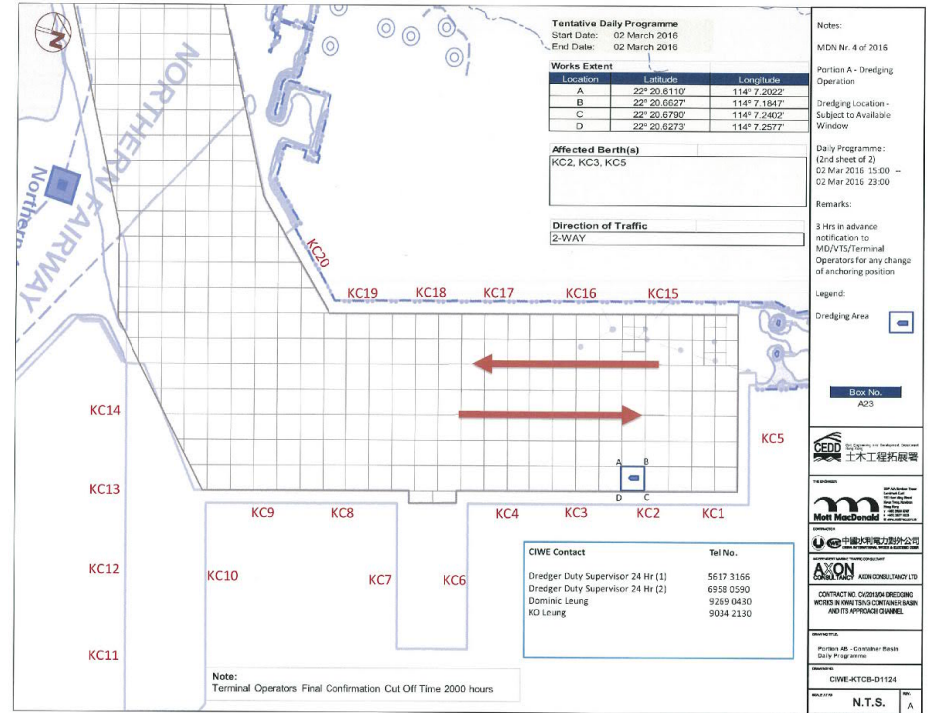 N
NORTHERN FAIRWAY
Northern
Tentative Daily Programme
Start Date: 02 March 2016
End Date: 02 March 2016
Works Extent
Location Latitude Longitude
A 22° 20.6110' 114° 7.2022'
B 22° 20.6627' 114° 7.1847'
C 22° 20.6790' 114° 7.2402'
D 22° 20.6273' 114° 7.2577'
Affected Berth(s)
KC2, KC3, KC5
Direction of Traffic
2-WAY
KC20
KC19 KC18 KC17 KC16 KC15
KC14
KC5
A B
D C
KC13
KC9 KC8 KC4 KC3 KC2 KC1
KC12
KC10
KC7 KC6
KC11
CIWE Contact Tel No.
Dredger Duty Supervisor 24 Hr (1) 5617 3166
Dredger Duty Supervisor 24 Hr (2) 6958 0590
Dominic Leung 9269 0430
KO Leung 9034 2130
Note:
Terminal Operators Final Confirmation Cut Off Time 2000 hours
Notes:
MDN Nr. 4 of 2016
Portion A - Dredging
Operation
Dredging Location -
Subject to Available
Window
Daily Programme:
(2nd sheet of 2)
02 Mar 2016 15:00 –
02 Mar 2016 23:00
Remarks:
3 Hrs in advance
notification to
MD/VTS/Terminal
Operators for any change
of anchoring position
Legend:
Dredging Area
Box No.
A23
CEDD
土木工程拓展署
THE ENGINEER
Mott MacDonald
CONTRACTOR
CWE 中國水利電力對外公司
AXON
CONSULTANCY AXON CONSULTANCY LTD
CONTRACT NO. CV/2013/04 DREDGING
WORKS IN KWAI TSING CONTAINER BASIN
AND ITS APPROACH CHANNEL
DRAWING TITLE
Portion AB - Container Basin
Daily Programme
DRAWING NO.
CIWE-KTCB-D1124
N.T.S.
REV.
A